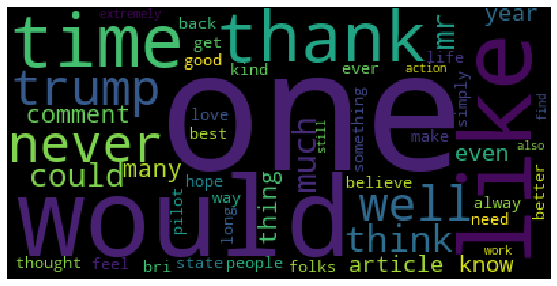 extremely
time
thank
mr
back
get
good
kind
ever
life
action
year
like
simply
find
trump
comment
one
love
best
much
still
something
make
never
could
many
even
also
better
would
hope
way
long
thing
pilot
believe
well
think
alway
need
work
thought
feel
bri
state
people
folks
article
know